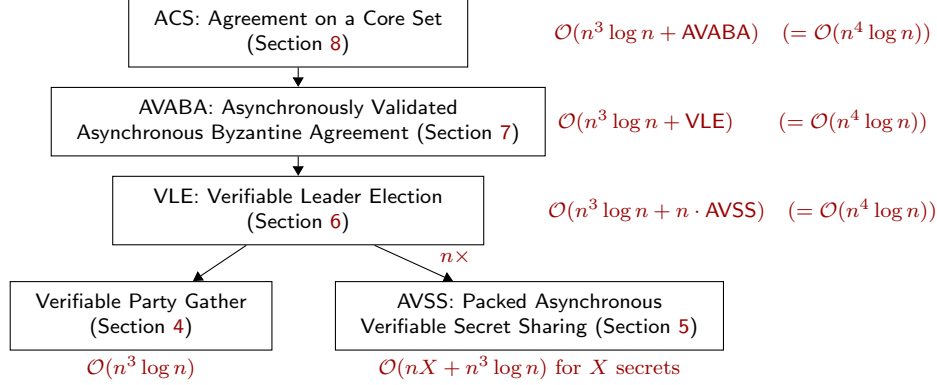 ACS: Agreement on a Core Set
(Section 8)
𝒪(n³ log n + AVABA) (= 𝒪(n⁴ log n))
AVABA: Asynchronously Validated
Asynchronous Byzantine Agreement (Section 7)
𝒪(n³ log n + VLE) (= 𝒪(n⁴ log n))
VLE: Verifiable Leader Election
(Section 6)
𝒪(n³ log n + n · AVSS) (= 𝒪(n⁴ log n))
n×
Verifiable Party Gather
(Section 4)
𝒪(n³ log n)
AVSS: Packed Asynchronous
Verifiable Secret Sharing (Section 5)
𝒪(nX + n³ log n) for X secrets